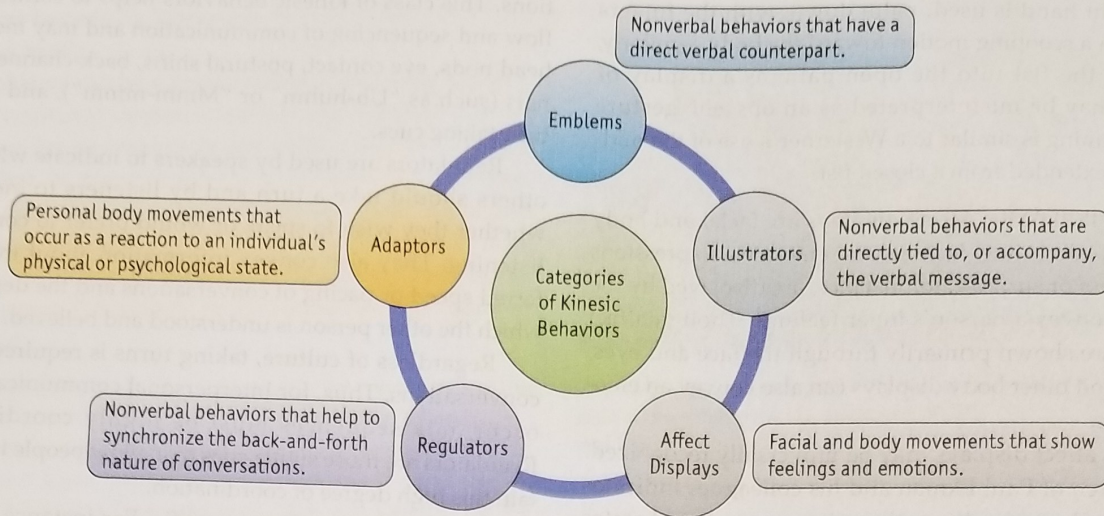 Nonverbal behaviors that have a
direct verbal counterpart.
Emblems
Personal body movements that
occur as a reaction to an individual's
physical or psychological state.
Adaptors
Illustrators
Nonverbal behaviors that are
directly tied to, or accompany,
the verbal message.
Categories
of Kinesic
Behaviors
Nonverbal behaviors that help to
synchronize the back-and-forth
nature of conversations.
Regulators
Affect
Displays
Facial and body movements that show
feelings and emotions.